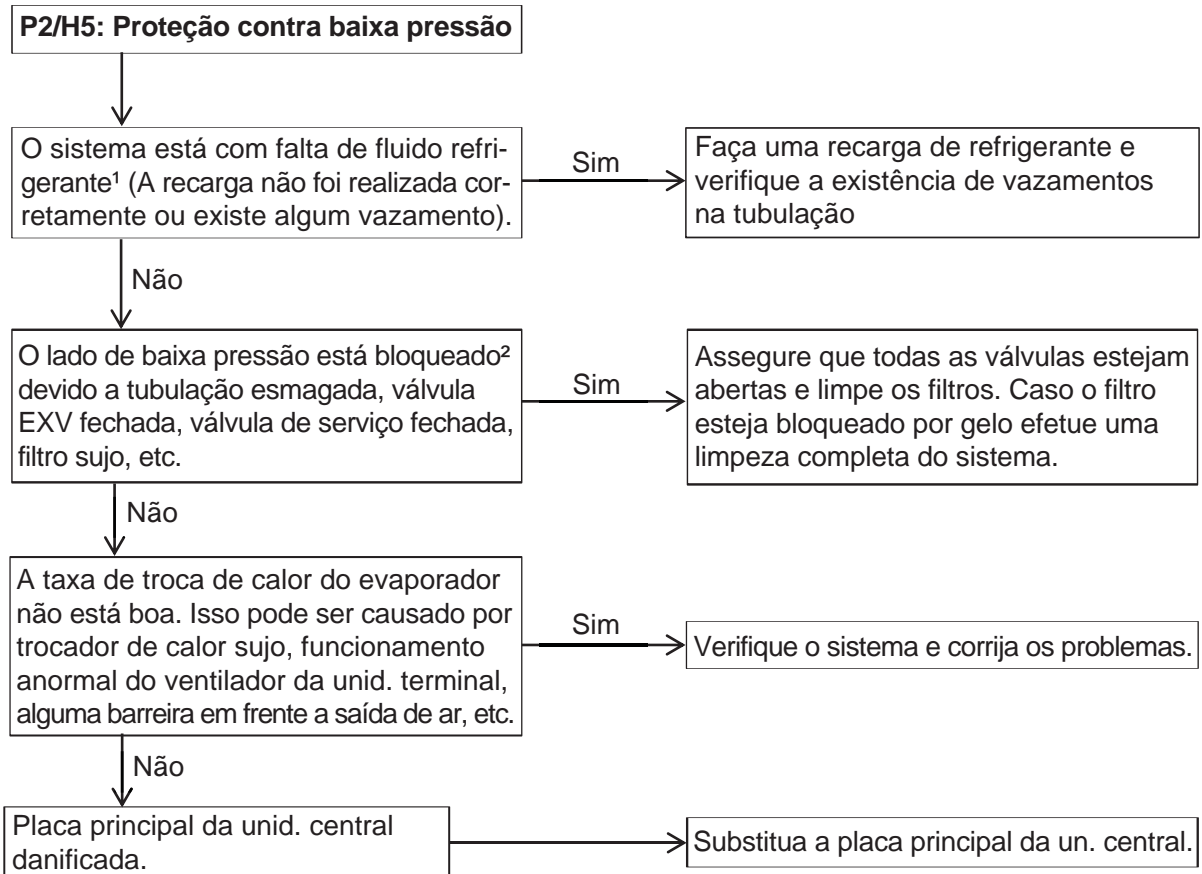 P2/H5: Proteção contra baixa pressão
O sistema está com falta de fluido refri-
gerante¹ (A recarga não foi realizada cor-
retamente ou existe algum vazamento).
Sim
Faça uma recarga de refrigerante e
verifique a existência de vazamentos
na tubulação
Não
O lado de baixa pressão está bloqueado²
devido a tubulação esmagada, válvula
EXV fechada, válvula de serviço fechada,
filtro sujo, etc.
Sim
Assegure que todas as válvulas estejam
abertas e limpe os filtros. Caso o filtro
esteja bloqueado por gelo efetue uma
limpeza completa do sistema.
Não
A taxa de troca de calor do evaporador
não está boa. Isso pode ser causado por
trocador de calor sujo, funcionamento
anormal do ventilador da unid. terminal,
alguma barreira em frente a saída de ar, etc.
Sim
Verifique o sistema e corrija os problemas.
Não
Placa principal da unid. central
danificada.
Substitua a placa principal da un. central.